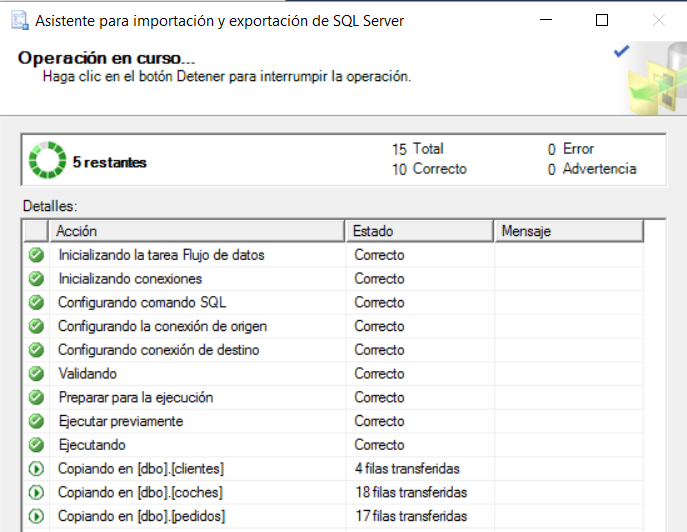 Asistente para importación y exportación de SQL Server
Operación en curso...
Haga clic en el botón Detener para interrumpir la operación.
5 restantes
15 Total 0 Error
10 Correcto 0 Advertencia
Detalles:
Acción Estado Mensaje
Inicializando la tarea Flujo de datos Correcto
Inicializando conexiones Correcto
Configurando comando SQL Correcto
Configurando la conexión de origen Correcto
Configurando conexión de destino Correcto
Validando Correcto
Preparar para la ejecución Correcto
Ejecutar previamente Correcto
Ejecutando Correcto
Copiando en [dbo].[clientes] 4 filas transferidas
Copiando en [dbo].[coches] 18 filas transferidas
Copiando en [dbo].[pedidos] 17 filas transferidas